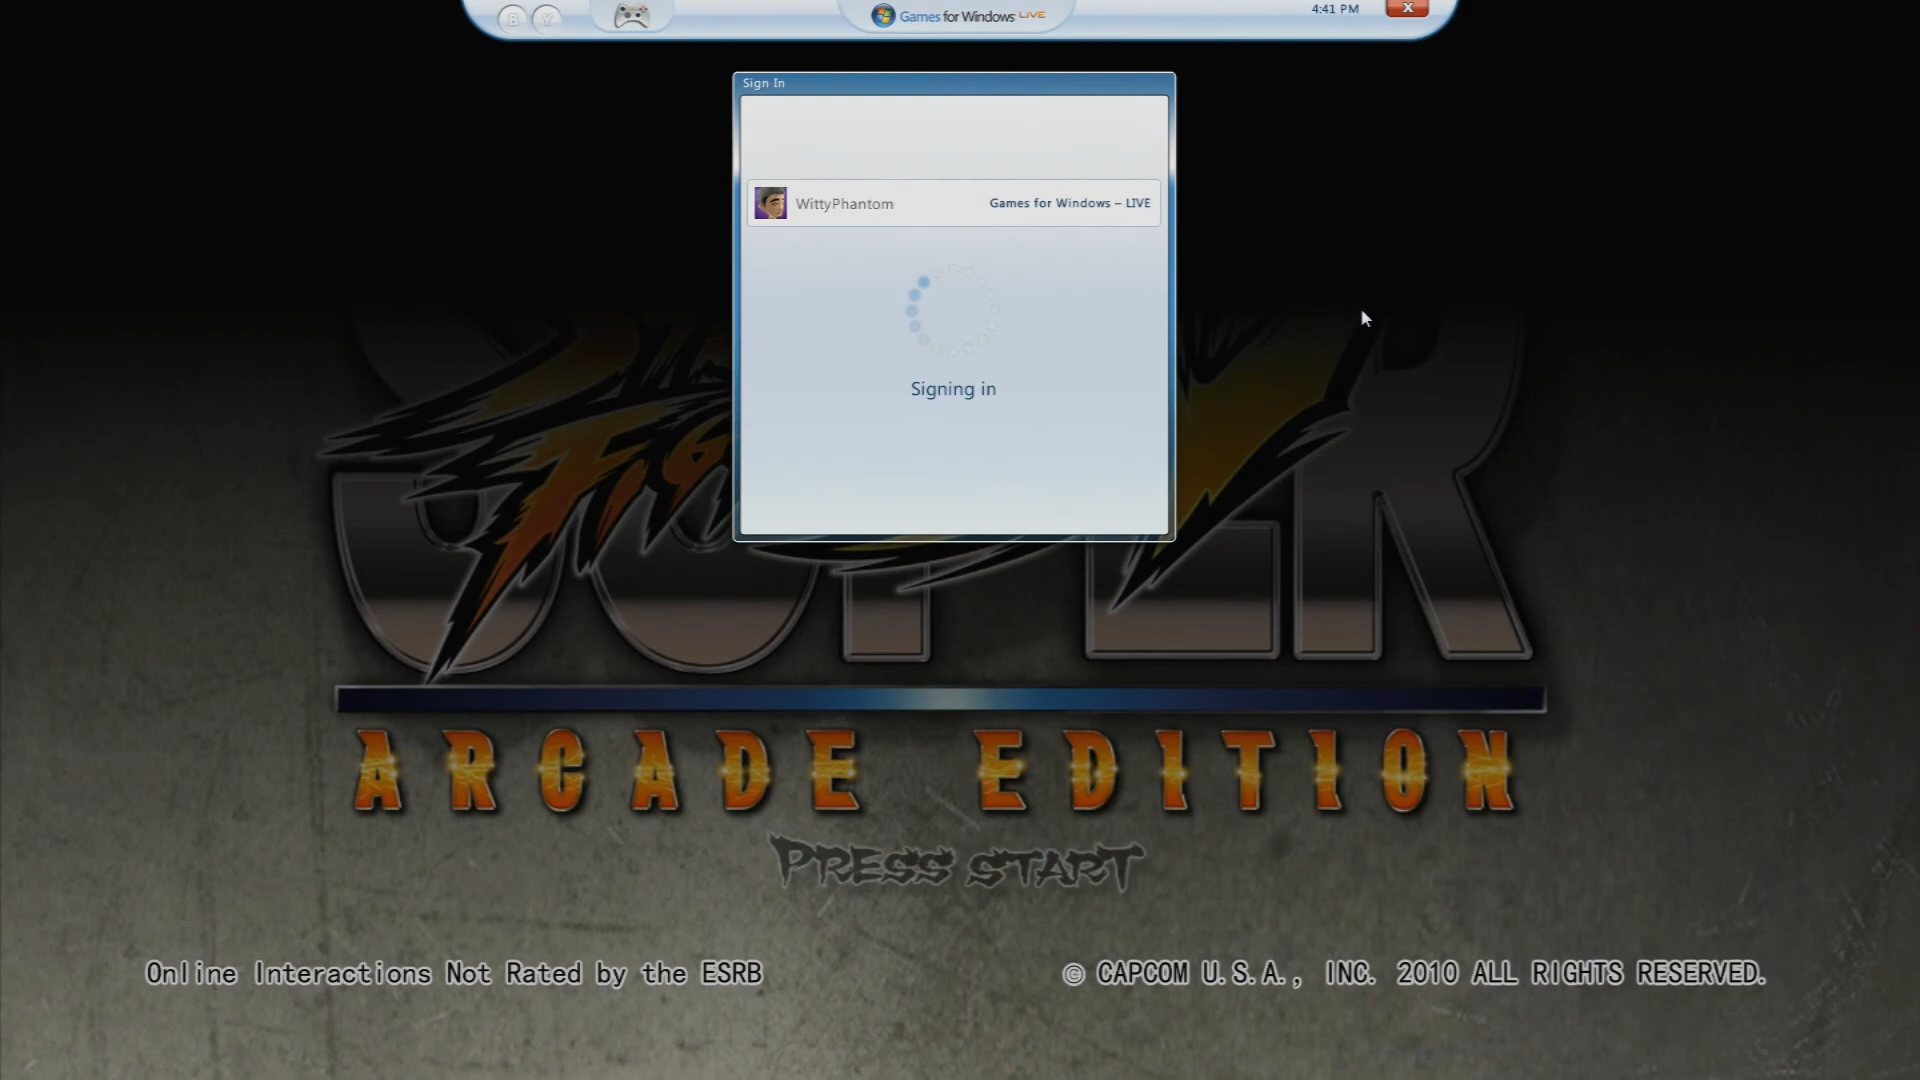 B Y Games for Windows LIVE 4:41 PM X
Sign In
WittyPhantom Games for Windows – LIVE
Signing in
ARCADE EDITION
PRESS START
Online Interactions Not Rated by the ESRB
© CAPCOM U.S.A., INC. 2010 ALL RIGHTS RESERVED.